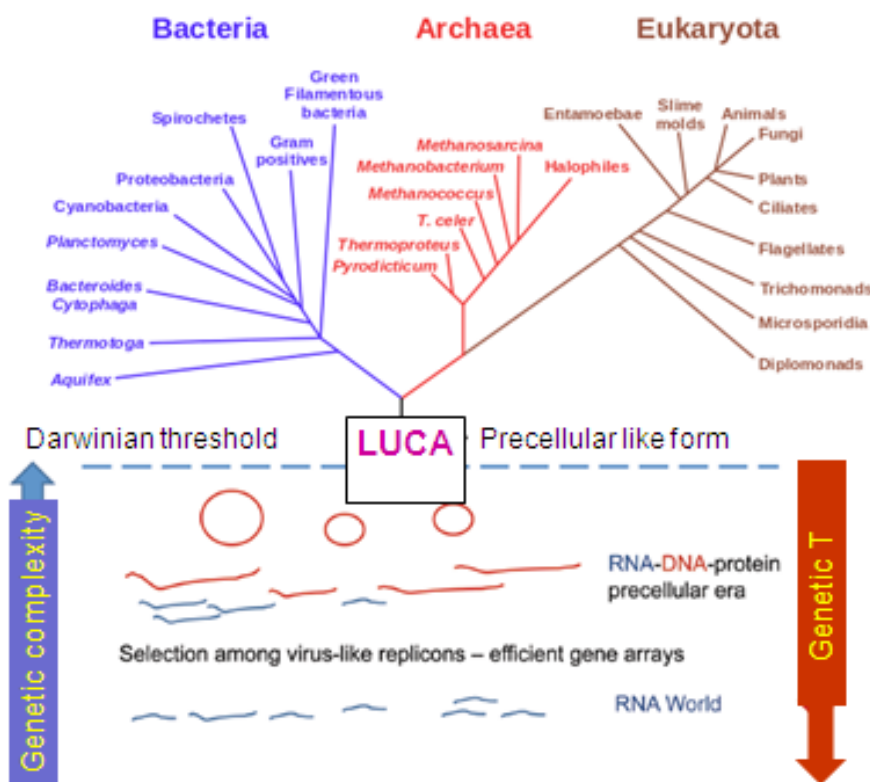 Bacteria
Archaea
Eukaryota
Green
Filamentous
bacteria
Spirochetes
Gram
positives
Proteobacteria
Cyanobacteria
Planctomyces
Bacteroides
Cytophaga
Thermotoga
Aquifex
Methanosarcina
Methanobacterium
Halophiles
Methanococcus
T. celer
Thermoproteus
Pyrodicticum
Entamoebae
Slime
molds
Animals
Fungi
Plants
Ciliates
Flagellates
Trichomonads
Microsporidia
Diplomonads
Darwinian threshold
LUCA
Precellular like form
Genetic complexity
RNA-DNA-protein
precellular era
Selection among virus-like replicons – efficient gene arrays
RNA World
Genetic T